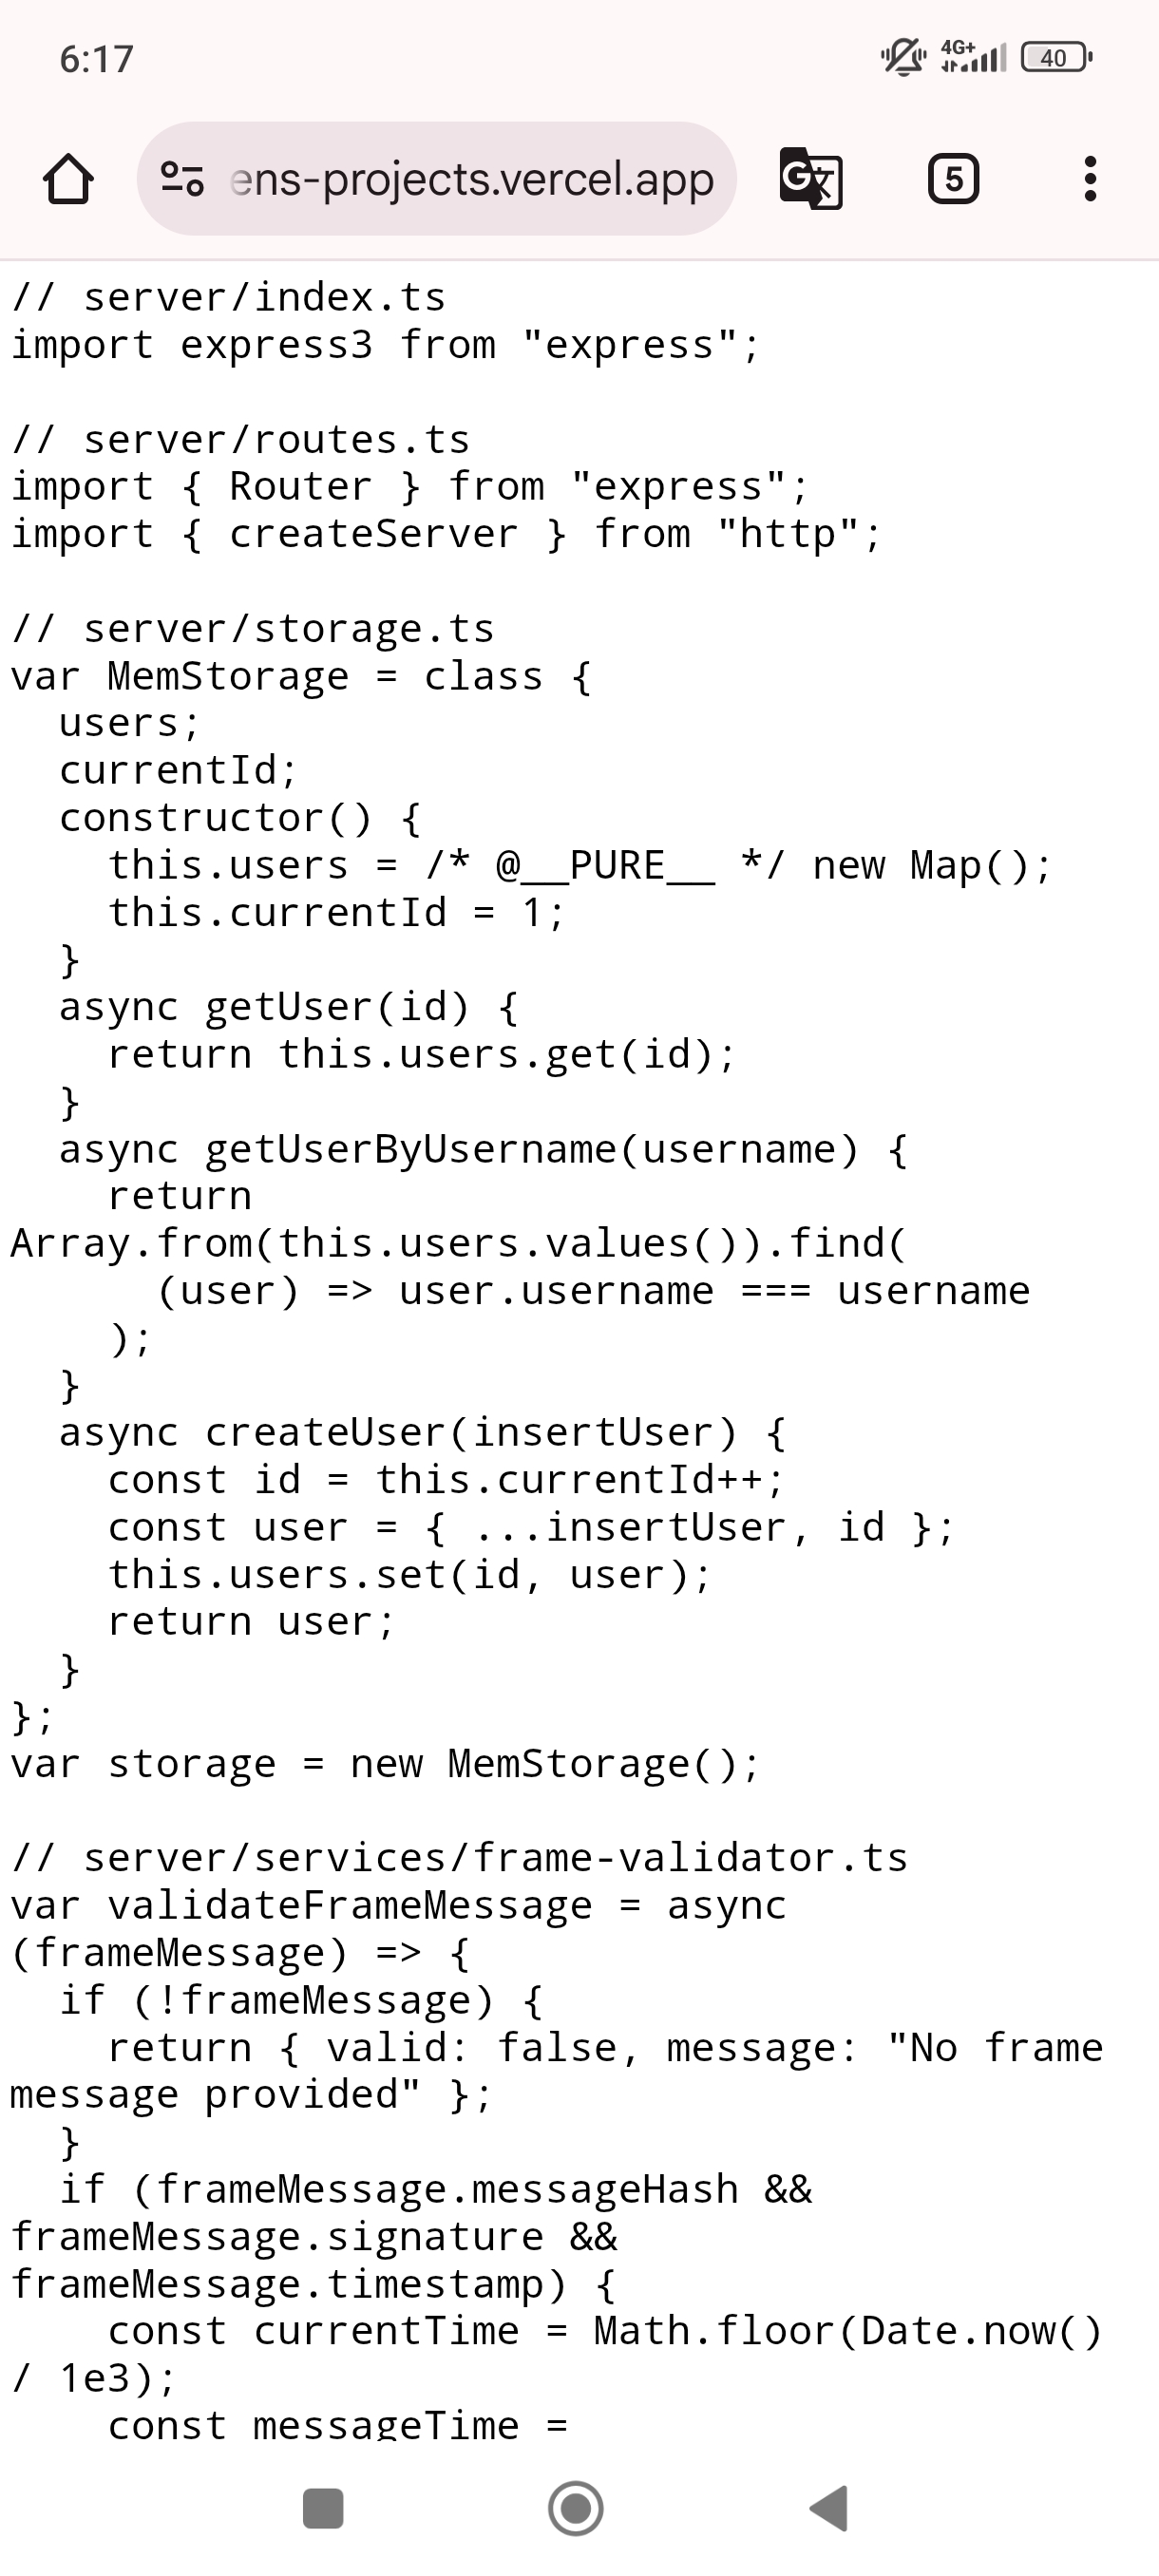 6:17
4G+
40
ens-projects.vercel.app
G
文
5
// server/index.ts
import express3 from "express";

// server/routes.ts
import { Router } from "express";
import { createServer } from "http";

// server/storage.ts
var MemStorage = class {
  users;
  currentId;
  constructor() {
    this.users = /* @__PURE__ */ new Map();
    this.currentId = 1;
  }
  async getUser(id) {
    return this.users.get(id);
  }
  async getUserByUsername(username) {
    return
Array.from(this.users.values()).find(
      (user) => user.username === username
    );
  }
  async createUser(insertUser) {
    const id = this.currentId++;
    const user = { ...insertUser, id };
    this.users.set(id, user);
    return user;
  }
};
var storage = new MemStorage();

// server/services/frame-validator.ts
var validateFrameMessage = async
(frameMessage) => {
  if (!frameMessage) {
    return { valid: false, message: "No frame
message provided" };
  }
  if (frameMessage.messageHash &&
frameMessage.signature &&
frameMessage.timestamp) {
    const currentTime = Math.floor(Date.now()
/ 1e3);
    const messageTime =